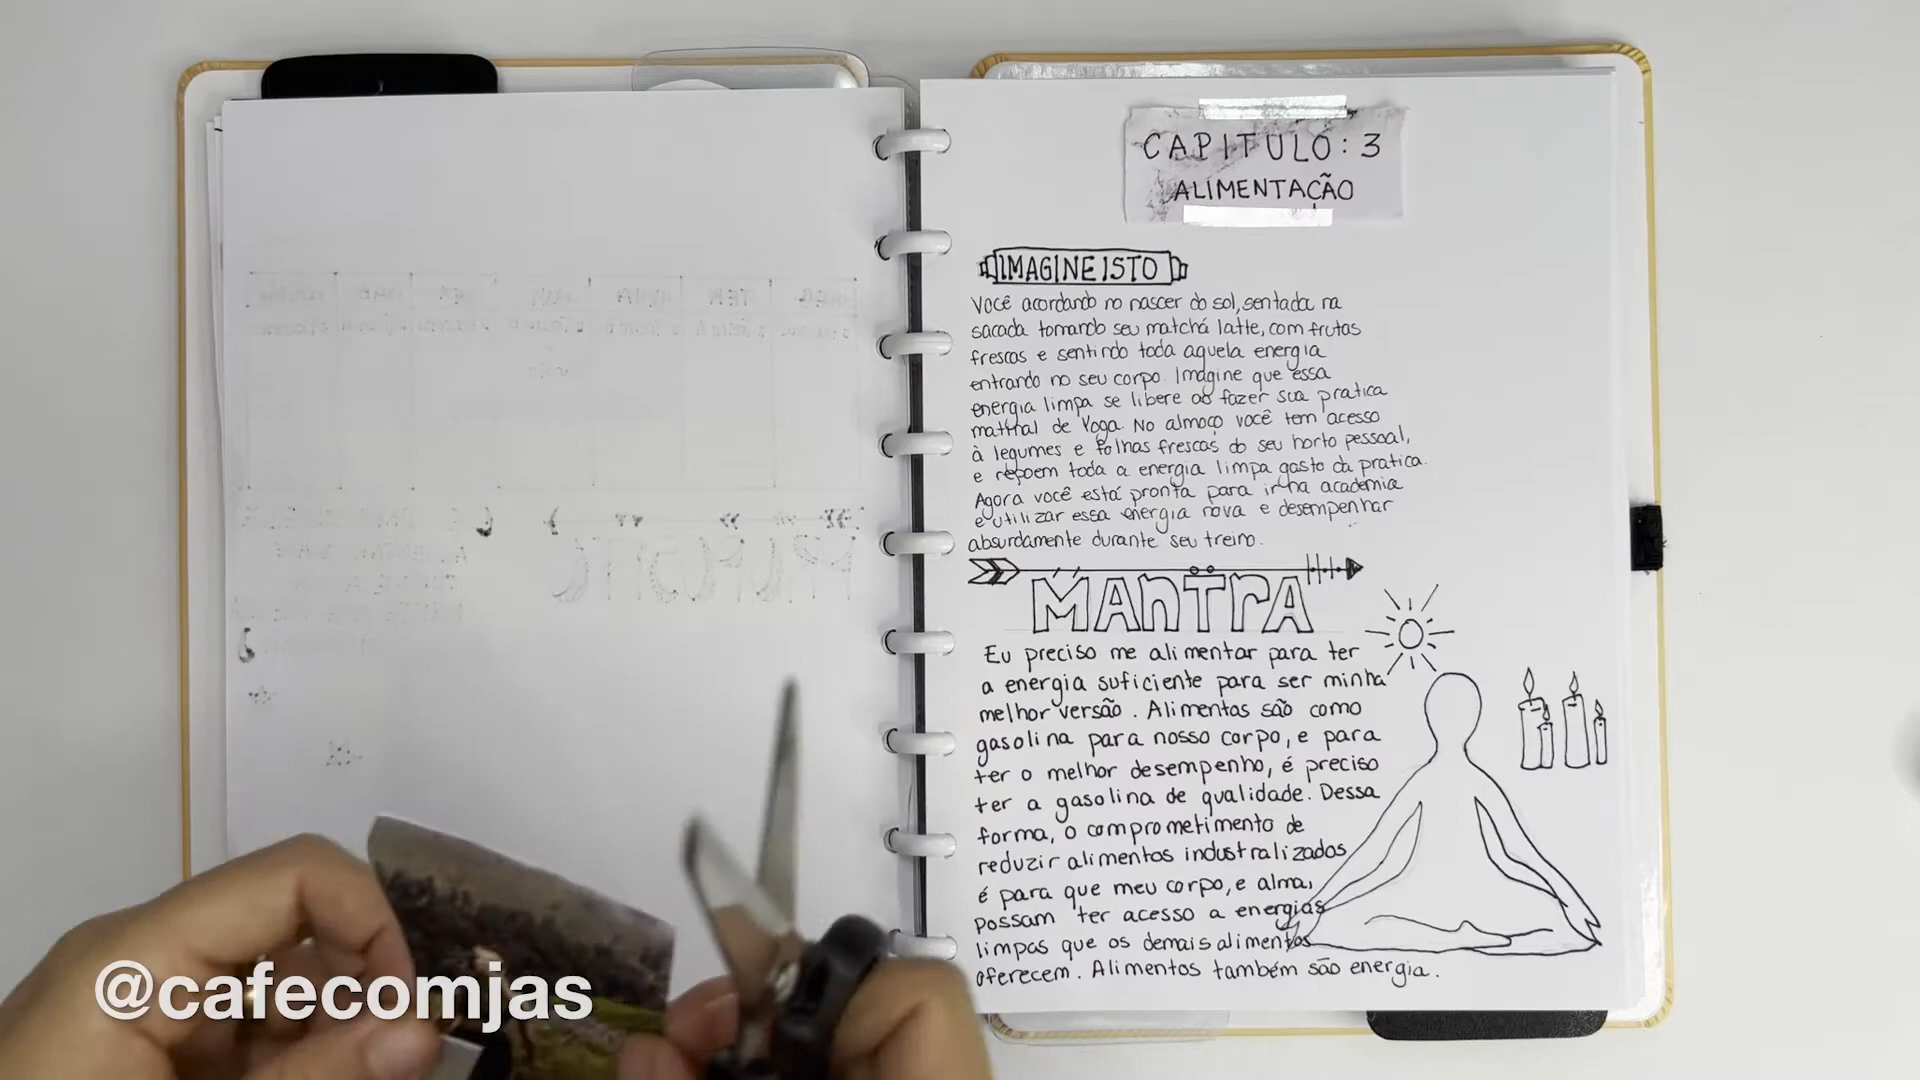 CAPITULO: 3
ALIMENTAÇÃO
IMAGINE ISTO
Você acordando no nascer do sol, sentada na
sacada tomando seu matchá latte, com frutas
frescas e sentindo toda aquela energia
entrando no seu corpo. Imagine que essa
energia limpa se libere ao fazer sua pratica
matinal de Yoga. No almoço você tem acesso
à legumes e folhas frescas do seu horto pessoal,
e repoem toda a energia limpa gasto da pratica.
Agora você está pronta para ir na academia
e utilizar essa energia nova e desempenhar
absurdamente durante seu treino.
MAnTrA
Eu preciso me alimentar para ter
a energia suficiente para ser minha
melhor versão. Alimentos são como
gasolina para nosso corpo, e para
ter o melhor desempenho, é preciso
ter a gasolina de qualidade. Dessa
forma, o comprometimento de
reduzir alimentos industralizados
é para que meu corpo, e alma,
possam ter acesso a energias
limpas que os demais alimentos
oferecem. Alimentos também são energia.
@cafecomjas